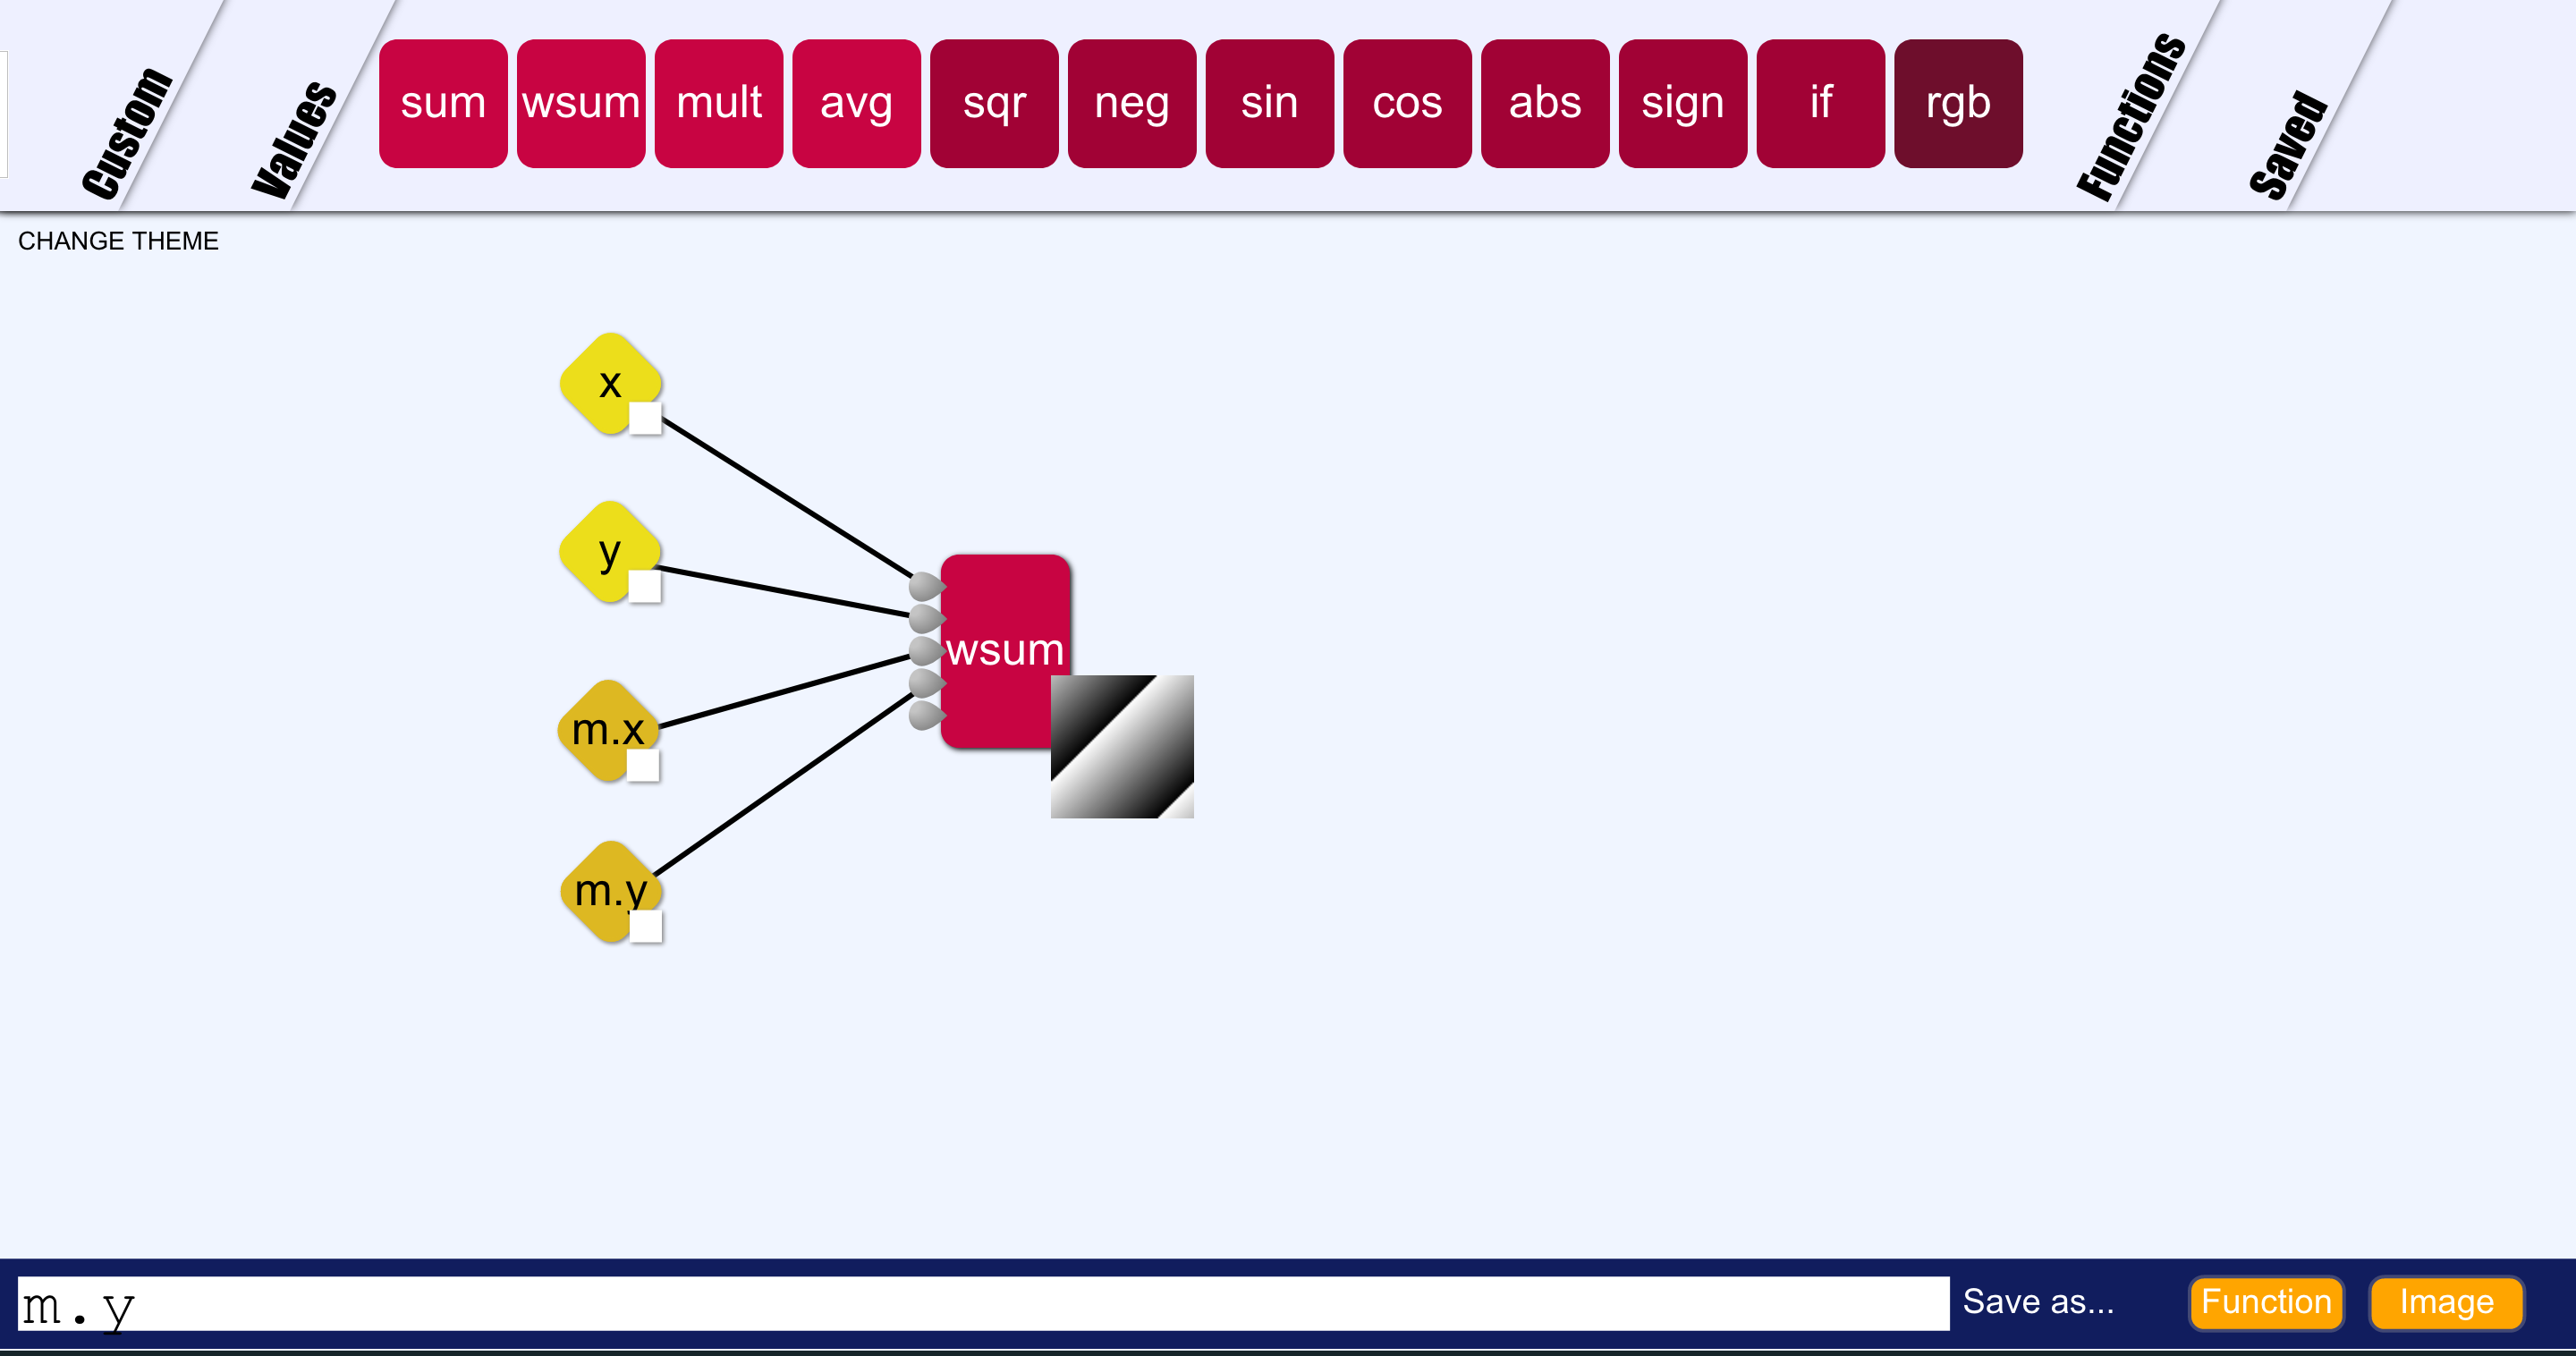 Custom
Values
sum
wsum
mult
avg
sqr
neg
sin
cos
abs
sign
if
rgb
Functions
Saved
CHANGE THEME
x
y
wsum
m.x
m.y
m.y
Save as...
Function
Image